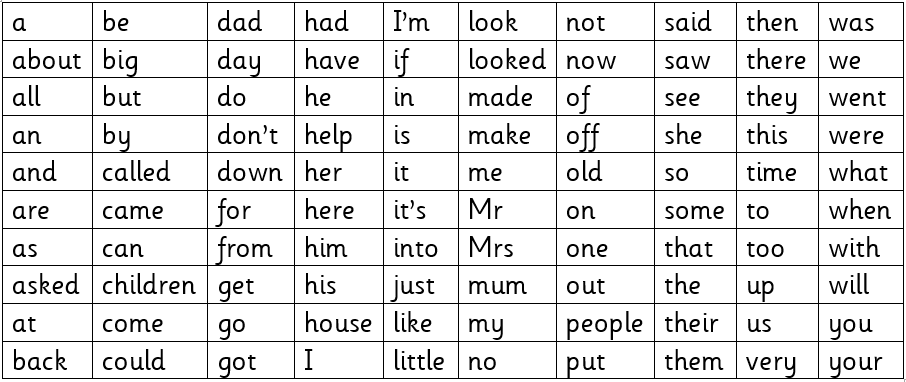 a be dad had I'm look not said then was
about big day have if looked now saw there we
all but do he in made of see they went
an by don't help is make off she this were
and called down her it me old so time what
are came for here it's Mr on some to when
as can from him into Mrs one that too with
asked children get his just mum out the up will
at come go house like my people their us you
back could got I little no put them very your